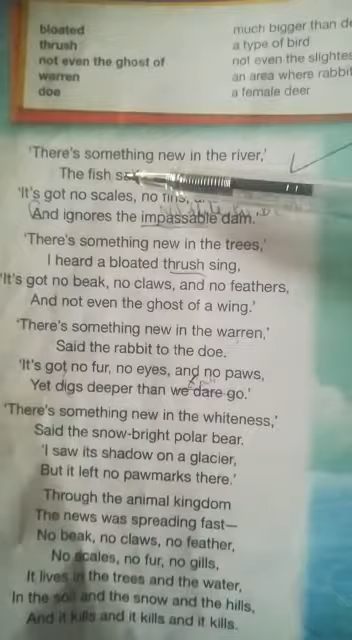 bloated much bigger than
thrush a type of bird
not even the ghost of not even the
warren an area where
doe a female deer
'There's something new in the river,'
The fish
'It's got no scales, no fins,
And ignores the impassable dam.'
'There's something new in the trees,'
I heard a bloated thrush sing,
'It's got no beak, no claws, and no feathers,
And not even the ghost of a wing.'
'There's something new in the warren,'
Said the rabbit to the doe.
'It's got no fur, no eyes, and no paws,
Yet digs deeper than we dare go.'
'There's something new in the whiteness,'
Said the snow-bright polar bear.
'I saw its shadow on a glacier,
But it left no pawmarks there.'
Through the animal kingdom
The news was spreading fast—
No beak, no claws, no feather,
No scales, no fur, no gills,
It lives in the trees and the water,
In the soil and the snow and the hills,
And it kills and it kills and it kills.